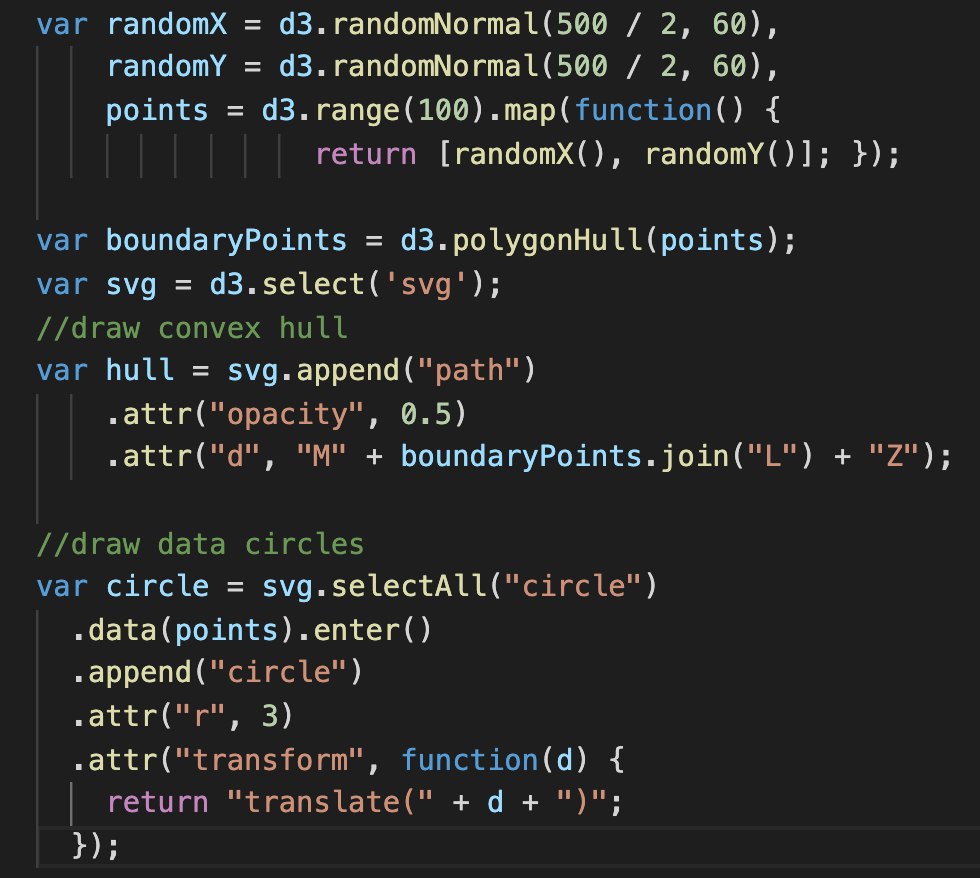 var randomX = d3.randomNormal(500 / 2, 60),
randomY = d3.randomNormal(500 / 2, 60),
points = d3.range(100).map(function() {
return [randomX(), randomY()]; });
var boundaryPoints = d3.polygonHull(points);
var svg = d3.select('svg');
//draw convex hull
var hull = svg.append("path")
.attr("opacity", 0.5)
.attr("d", "M" + boundaryPoints.join("L") + "Z");
//draw data circles
var circle = svg.selectAll("circle")
.data(points).enter()
.append("circle")
.attr("r", 3)
.attr("transform", function(d) {
return "translate(" + d + ")";
});